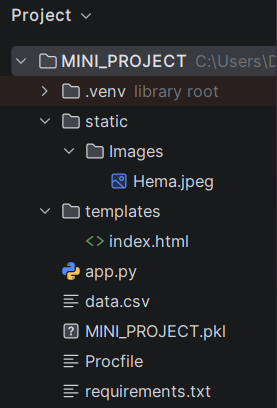 Project
MINI_PROJECT C:\Users\D
.venv library root
static
Images
Hema.jpeg
templates
index.html
app.py
data.csv
MINI_PROJECT.pkl
Procfile
requirements.txt